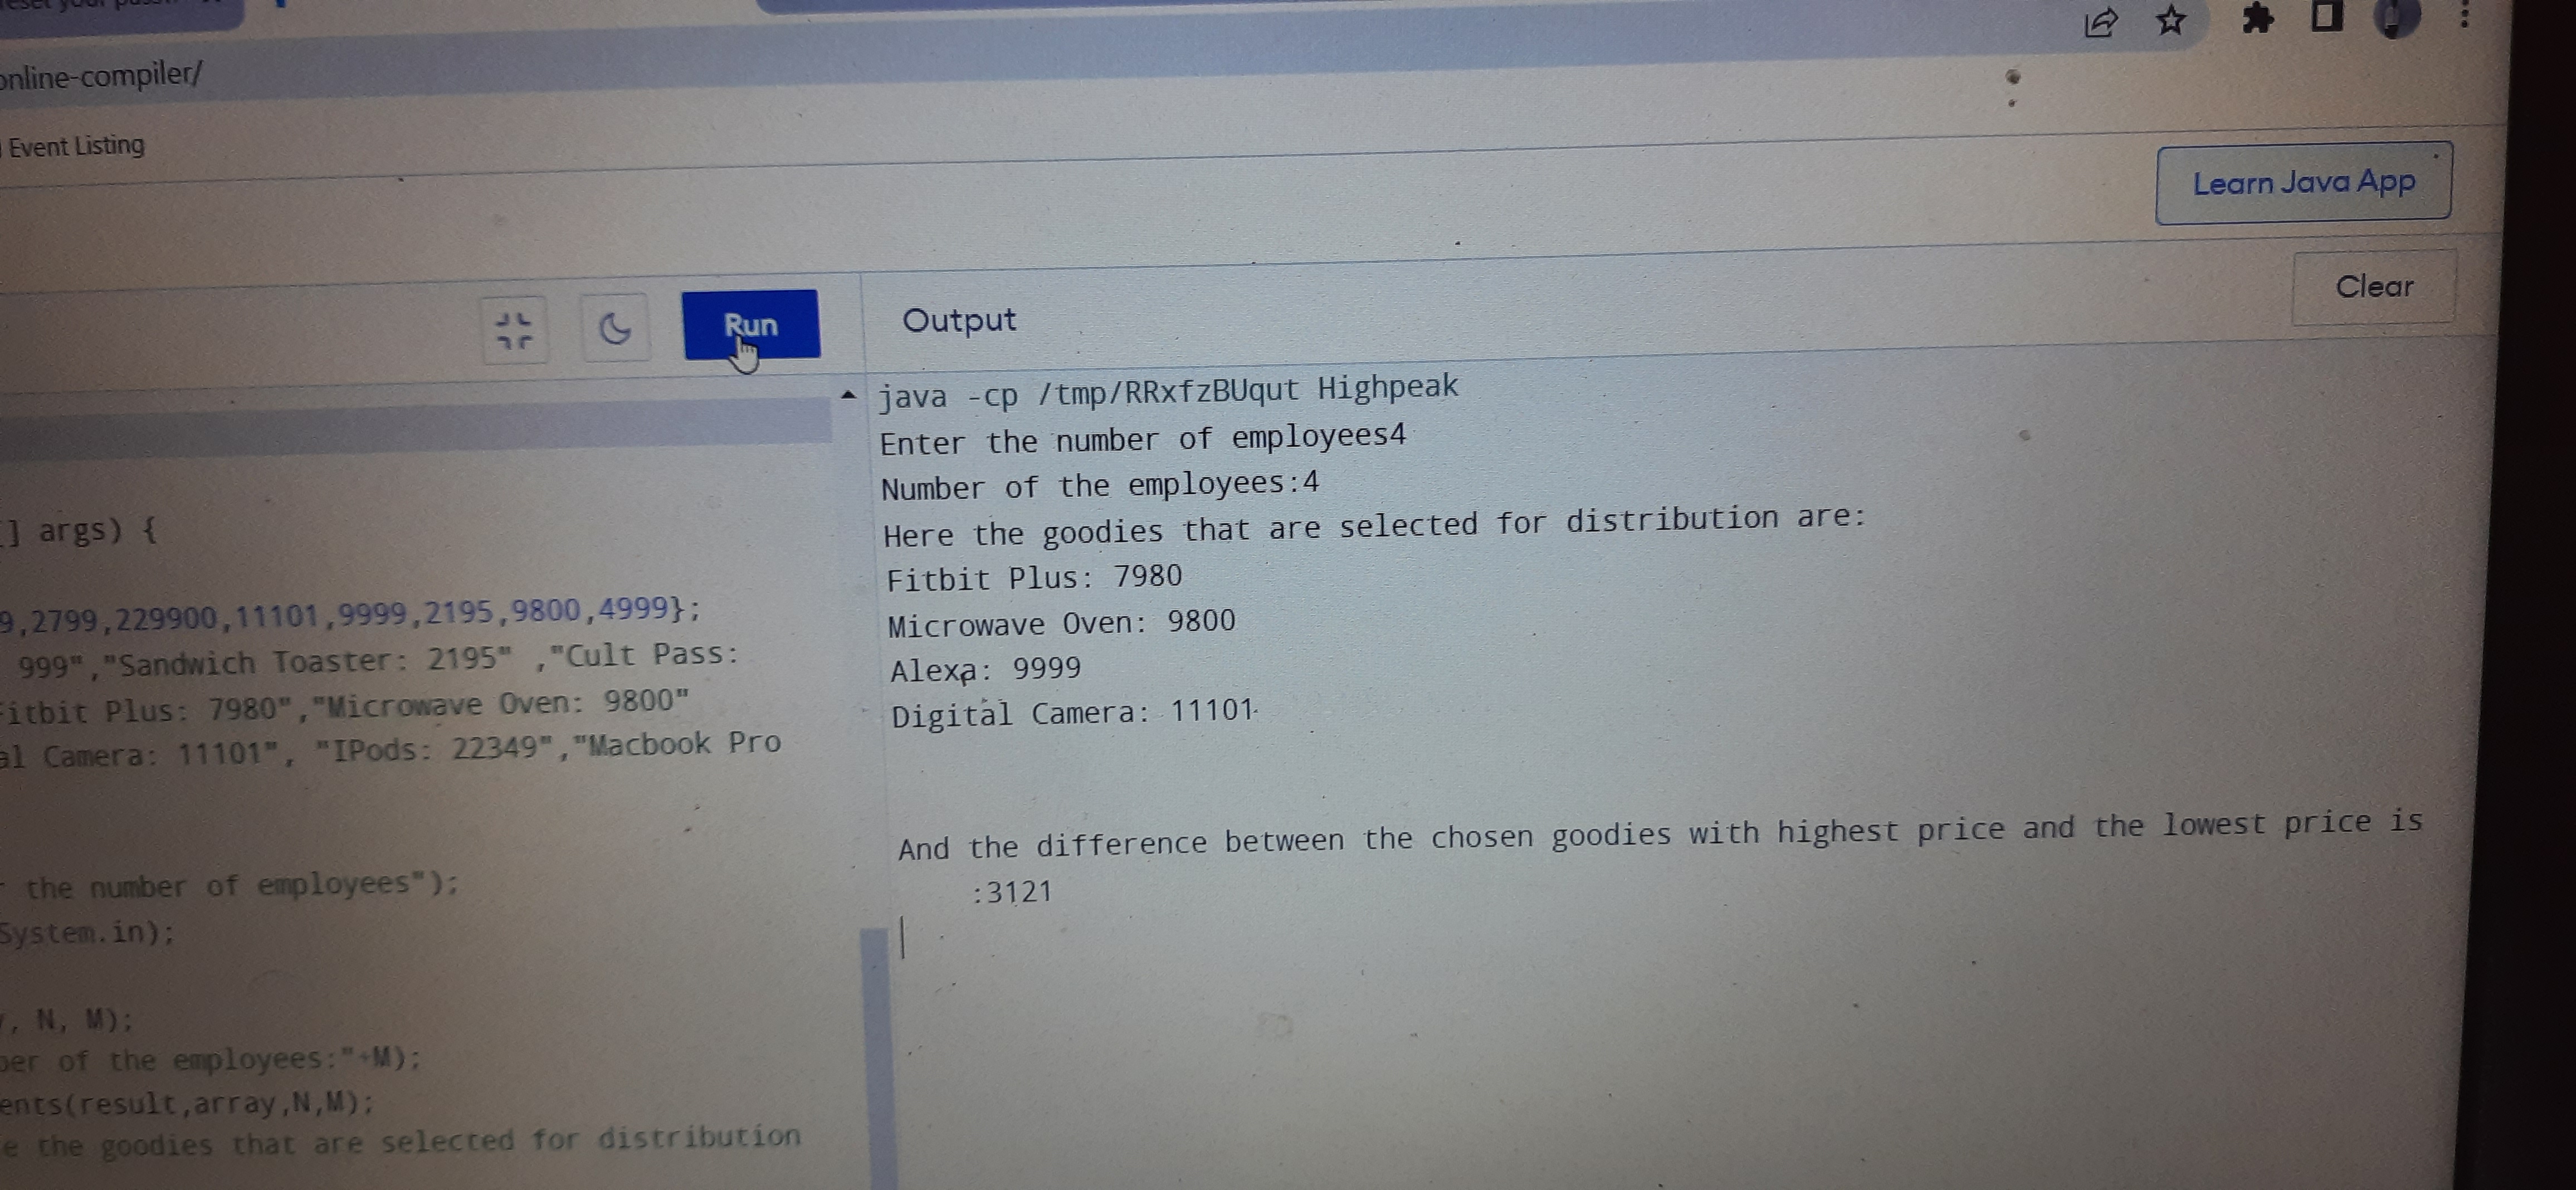 your
online-compiler/
Event Listing
Learn Java App
Run
Output
Clear
java -cp /tmp/RRxfzBUqut Highpeak
Enter the number of employees4
Number of the employees:4
Here the goodies that are selected for distribution are:
Fitbit Plus: 7980
Microwave Oven: 9800
Alexa: 9999
Digital Camera: 11101
And the difference between the chosen goodies with highest price and the lowest price is
:3121
] args) {
9,2799,229900,11101,9999,2195,9800,4999};
999","Sandwich Toaster: 2195" ,"Cult Pass:
Fitbit Plus: 7980","Microwave Oven: 9800"
al Camera: 11101", "IPods: 22349","Macbook Pro
the number of employees");
System.in);
, N, M);
ber of the employees:"+M);
ents(result,array,N,M);
e the goodies that are selected for distribution